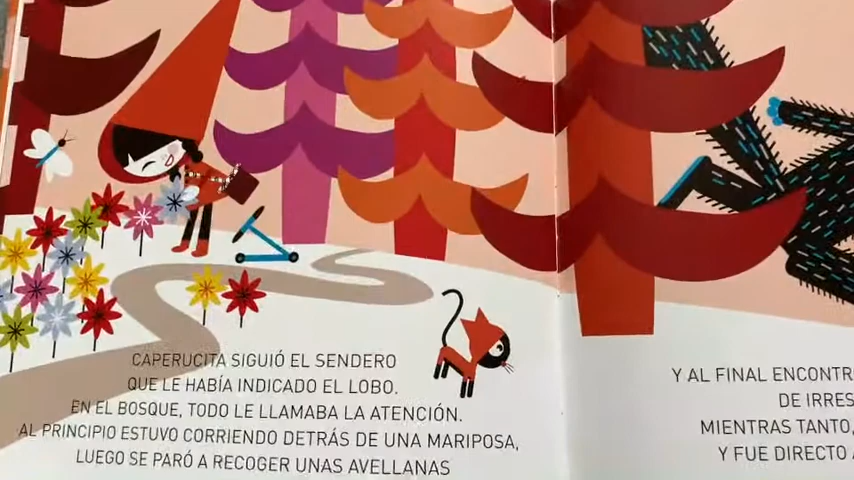 CAPERUCITA SIGUIÓ EL SENDERO
QUE LE HABÍA INDICADO EL LOBO.
EN EL BOSQUE, TODO LE LLAMABA LA ATENCIÓN.
AL PRINCIPIO ESTUVO CORRIENDO DETRÁS DE UNA MARIPOSA,
LUEGO SE PARÓ A RECOGER UNAS AVELLANAS
Y AL FINAL
DE
MIENTRAS TANTO,
Y FUE DIRECTO